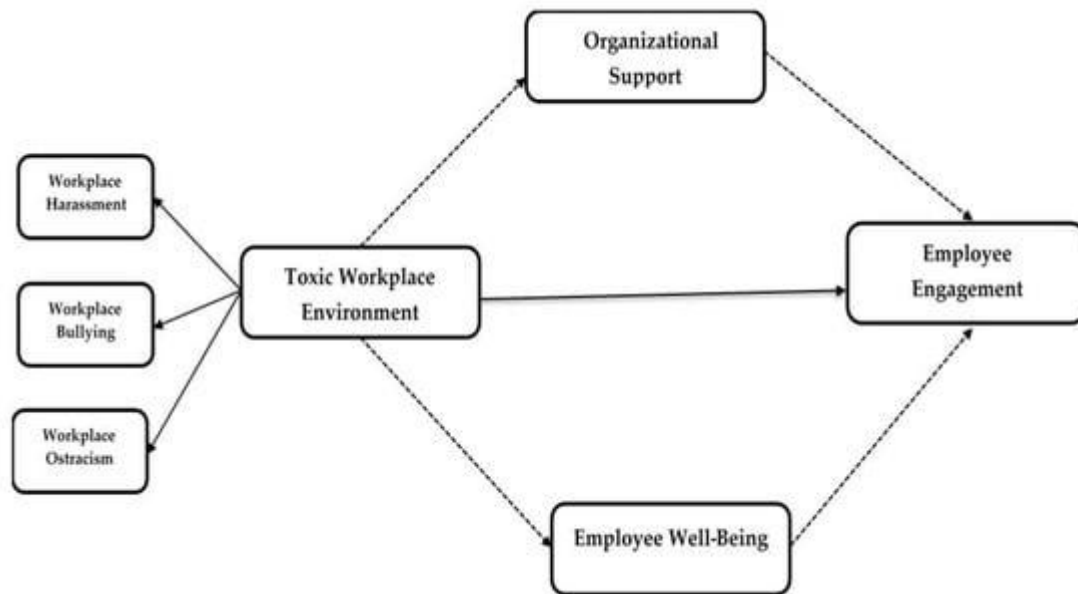 Organizational
Support
Workplace
Harassment
Toxic Workplace
Environment
Employee
Engagement
Workplace
Bullying
Workplace
Ostracism
Employee Well-Being